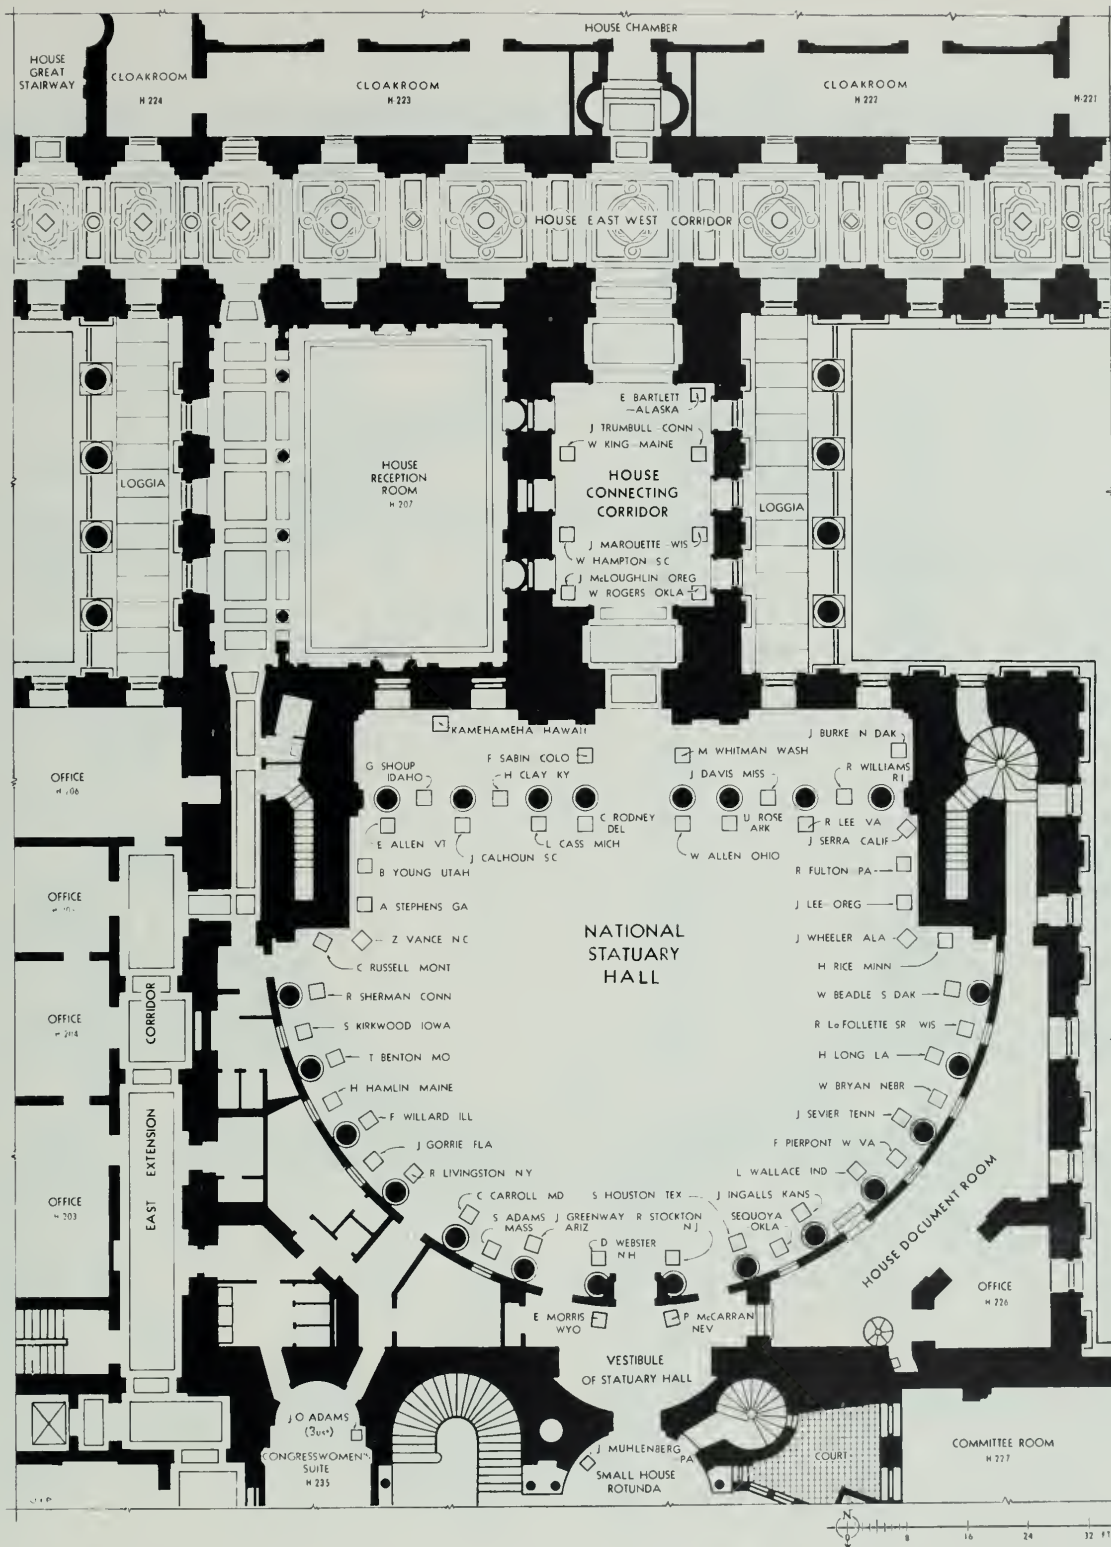 HOUSE CHAMBER
HOUSE
GREAT
STAIRWAY
CLOAKROOM
H 224
CLOAKROOM
H 223
CLOAKROOM
H 222
H-221
HOUSE EAST WEST CORRIDOR
E BARTLETT
ALASKA
J TRUMBULL CONN
W KING MAINE
HOUSE
CONNECTING
CORRIDOR
LOGGIA
HOUSE
RECEPTION
ROOM
H 207
LOGGIA
J MAROUETTE WIS
W HAMPTON S C
J McLOUGHLIN OREG
W ROGERS OKLA
KAMEHAMEHA HAWAII
F SABIN COLO
M WHITMAN WASH
J BURKE N DAK
G SHOUP
IDAHO
H CLAY KY
J DAVIS MISS
R WILLIAMS
R I
OFFICE
C RODNEY
DEL
U ROSE
ARK
R LEE VA
E ALLEN VT
L CASS MICH
J SERRA CALIF
J CALHOUN S C
W ALLEN OHIO
B YOUNG UTAH
R FULTON PA
OFFICE
A STEPHENS GA
J LEE OREG
NATIONAL
STATUARY
HALL
Z VANCE N C
J WHEELER ALA
C RUSSELL MONT
H RICE MINN
R SHERMAN CONN
W BEADLE S DAK
OFFICE
CORRIDOR
S KIRKWOOD IOWA
R LaFOLLETTE SR WIS
T BENTON MO
H LONG LA
H HAMLIN MAINE
W BRYAN NEBR
F WILLARD ILL
J SEVIER TENN
J GORRIE FLA
F PIERPONT W VA
EAST EXTENSION
R LIVINGSTON N Y
L WALLACE IND
OFFICE
H 203
C CARROLL MD
S HOUSTON TEX
J INGALLS KANS
S ADAMS
MASS
J GREENWAY
ARIZ
R STOCKTON
N J
SEQUOYA
OKLA
D WEBSTER
N H
HOUSE DOCUMENT ROOM
OFFICE
H 226
E MORRIS
WYO
P McCARRAN
NEV
VESTIBULE
OF STATUARY HALL
J Q ADAMS
CONGRESSWOMEN'S
SUITE
H 235
J MUHLENBERG
PA
SMALL HOUSE
ROTUNDA
COURT
COMMITTEE ROOM
H 227
N
0
8
16
24
32 FT